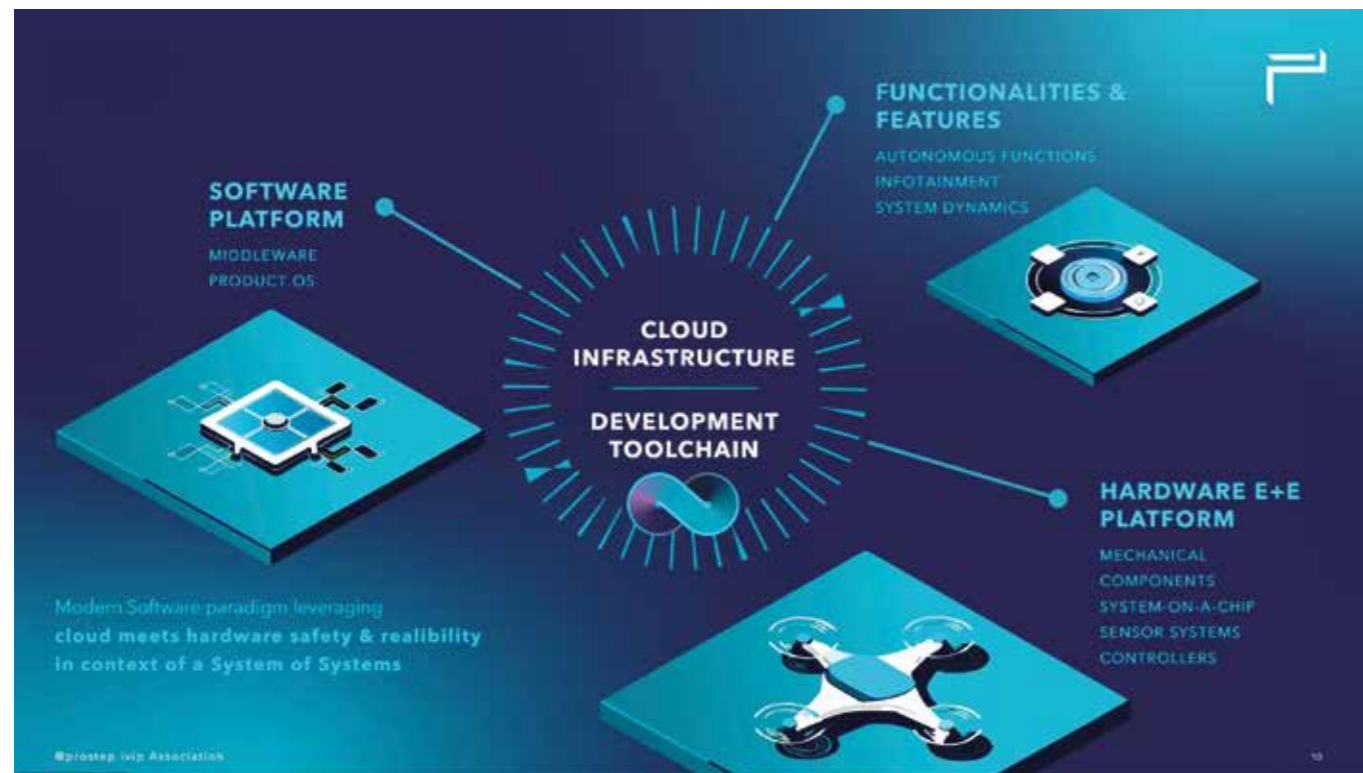 FUNCTIONALITIES &
FEATURES
AUTONOMOUS FUNCTIONS
INFOTAINMENT
SYSTEM DYNAMICS
SOFTWARE
PLATFORM
MIDDLEWARE
PRODUCT OS
CLOUD
INFRASTRUCTURE
DEVELOPMENT
TOOLCHAIN
HARDWARE E+E
PLATFORM
MECHANICAL
COMPONENTS
SYSTEM-ON-A-CHIP
SENSOR SYSTEMS
CONTROLLERS
Modern Software paradigm leveraging
cloud meets hardware safety & realibility
in context of a System of Systems
@prostep ivip Association
10